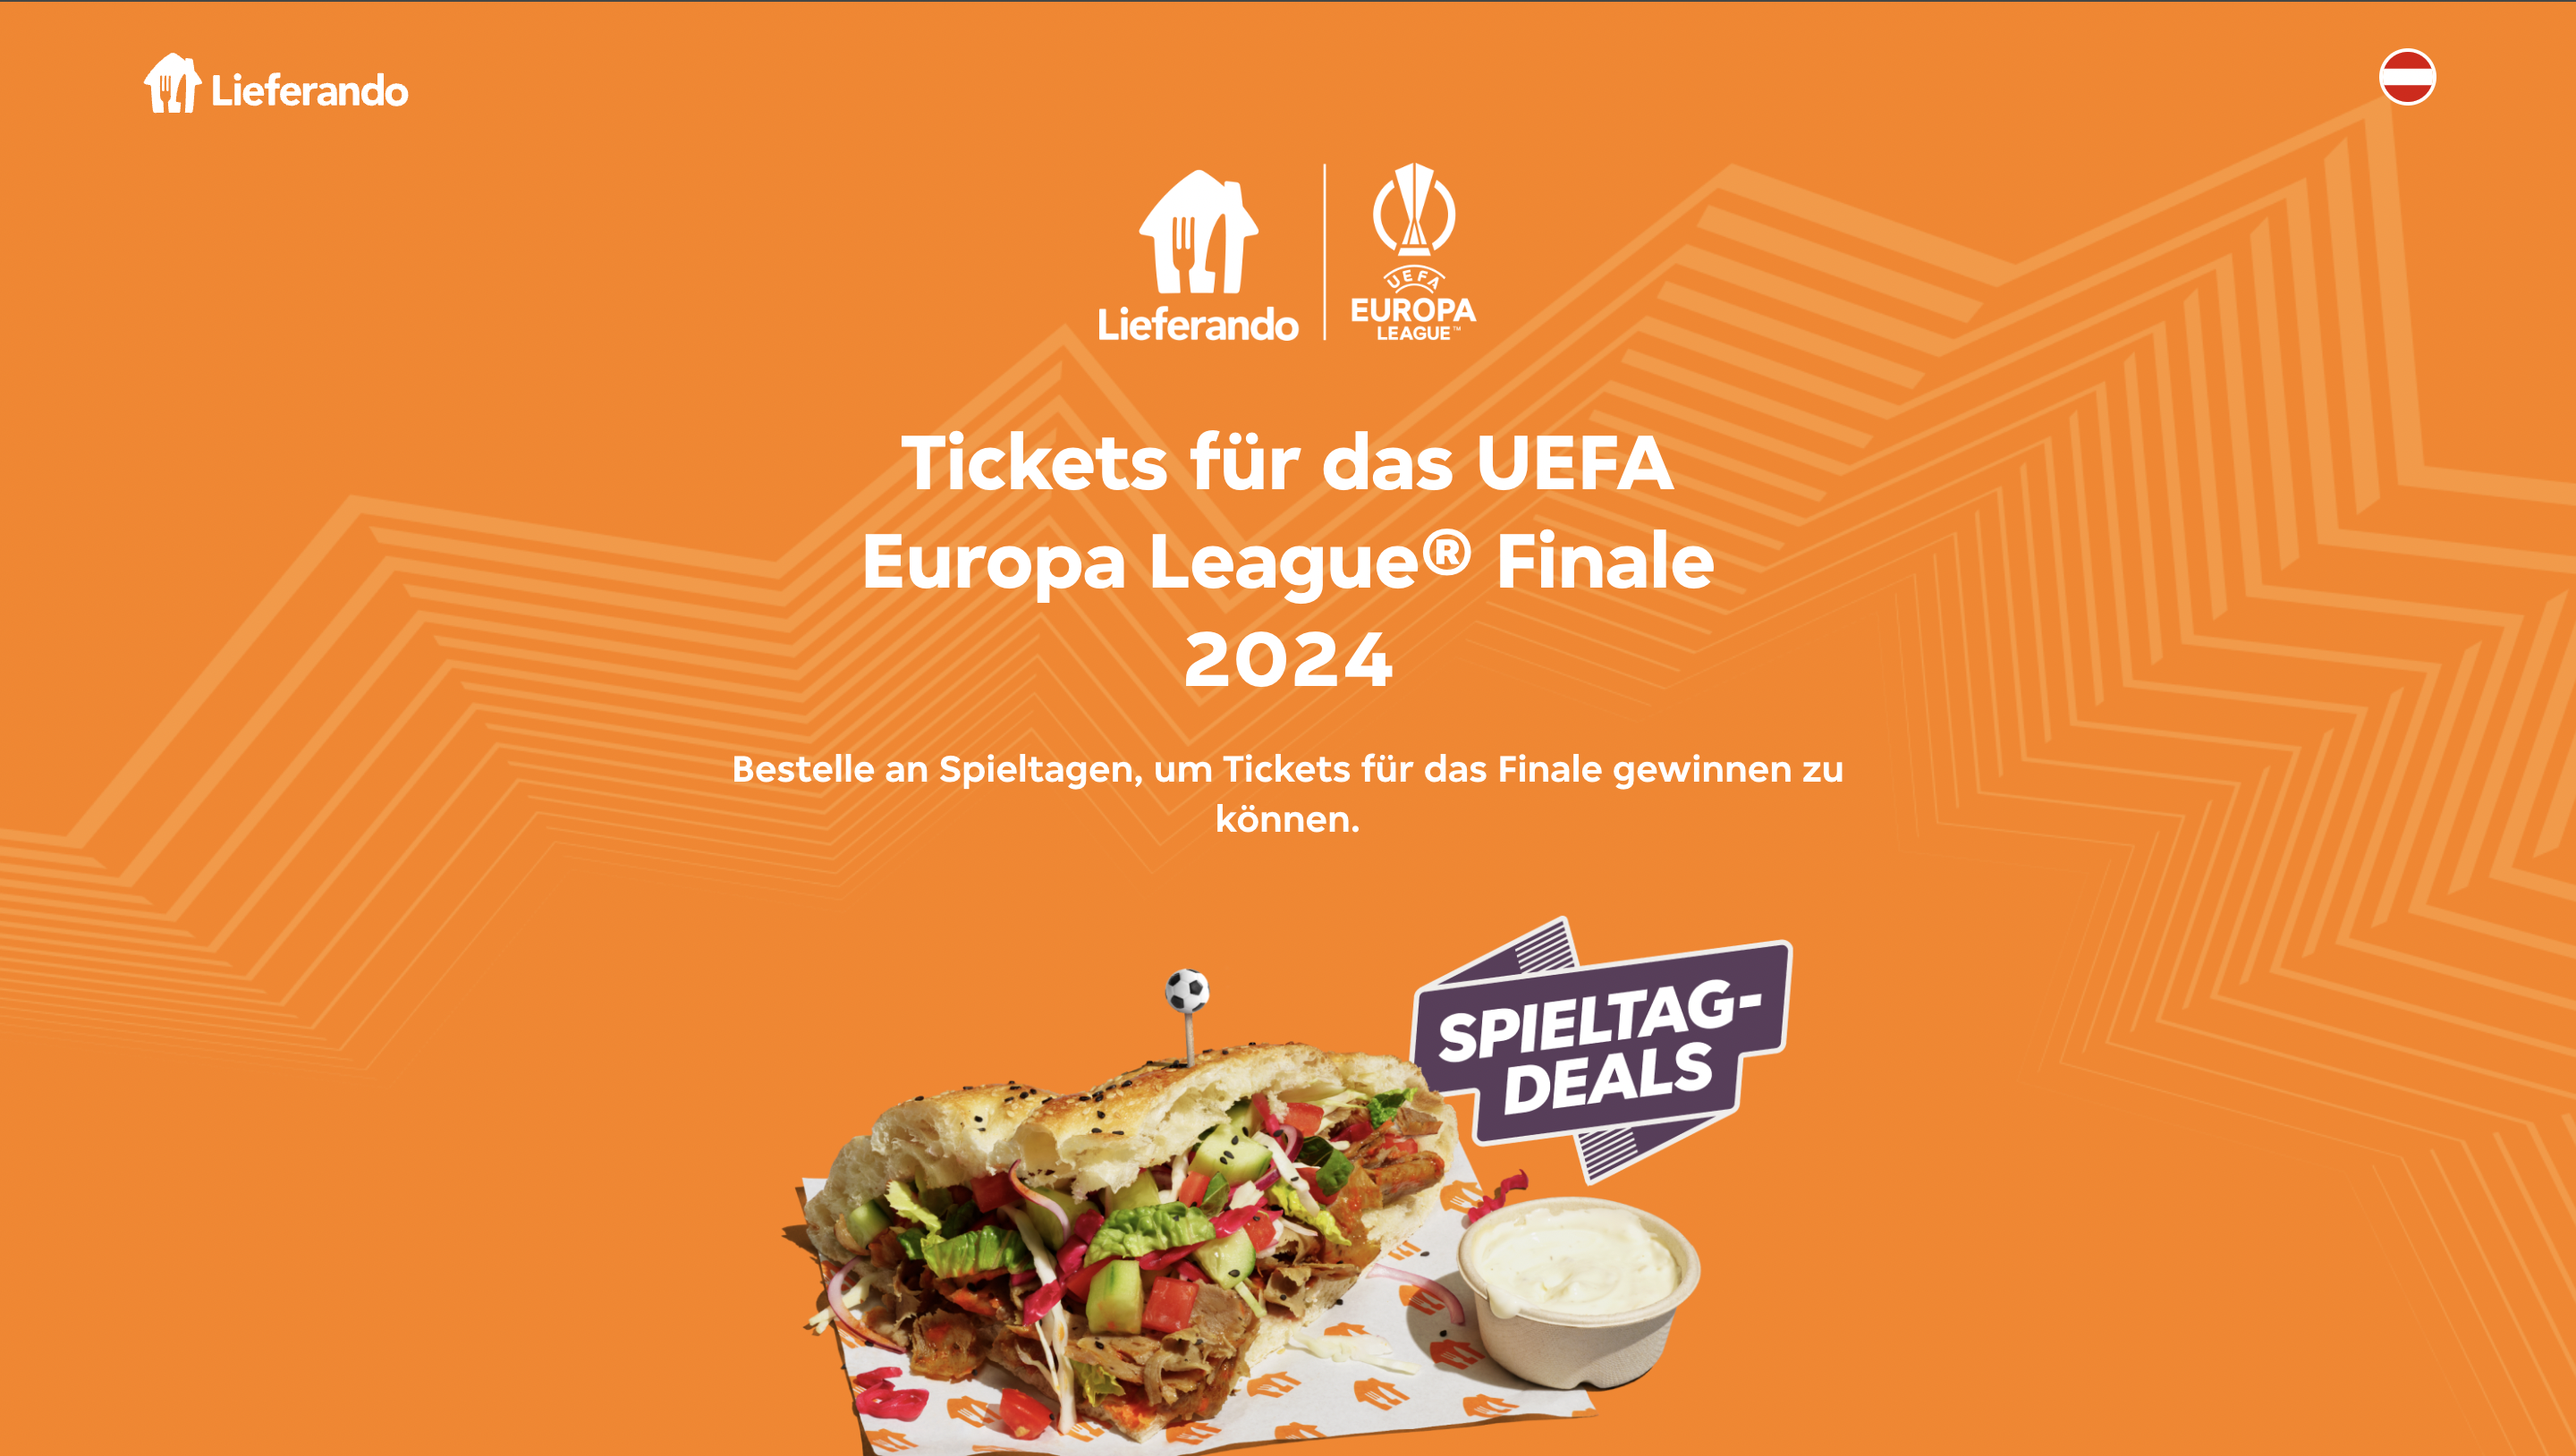 Lieferando
Lieferando
UEFA
EUROPA
LEAGUE™
Tickets für das UEFA
Europa League® Finale
2024
Bestelle an Spieltagen, um Tickets für das Finale gewinnen zu
können.
SPIELTAG-
DEALS